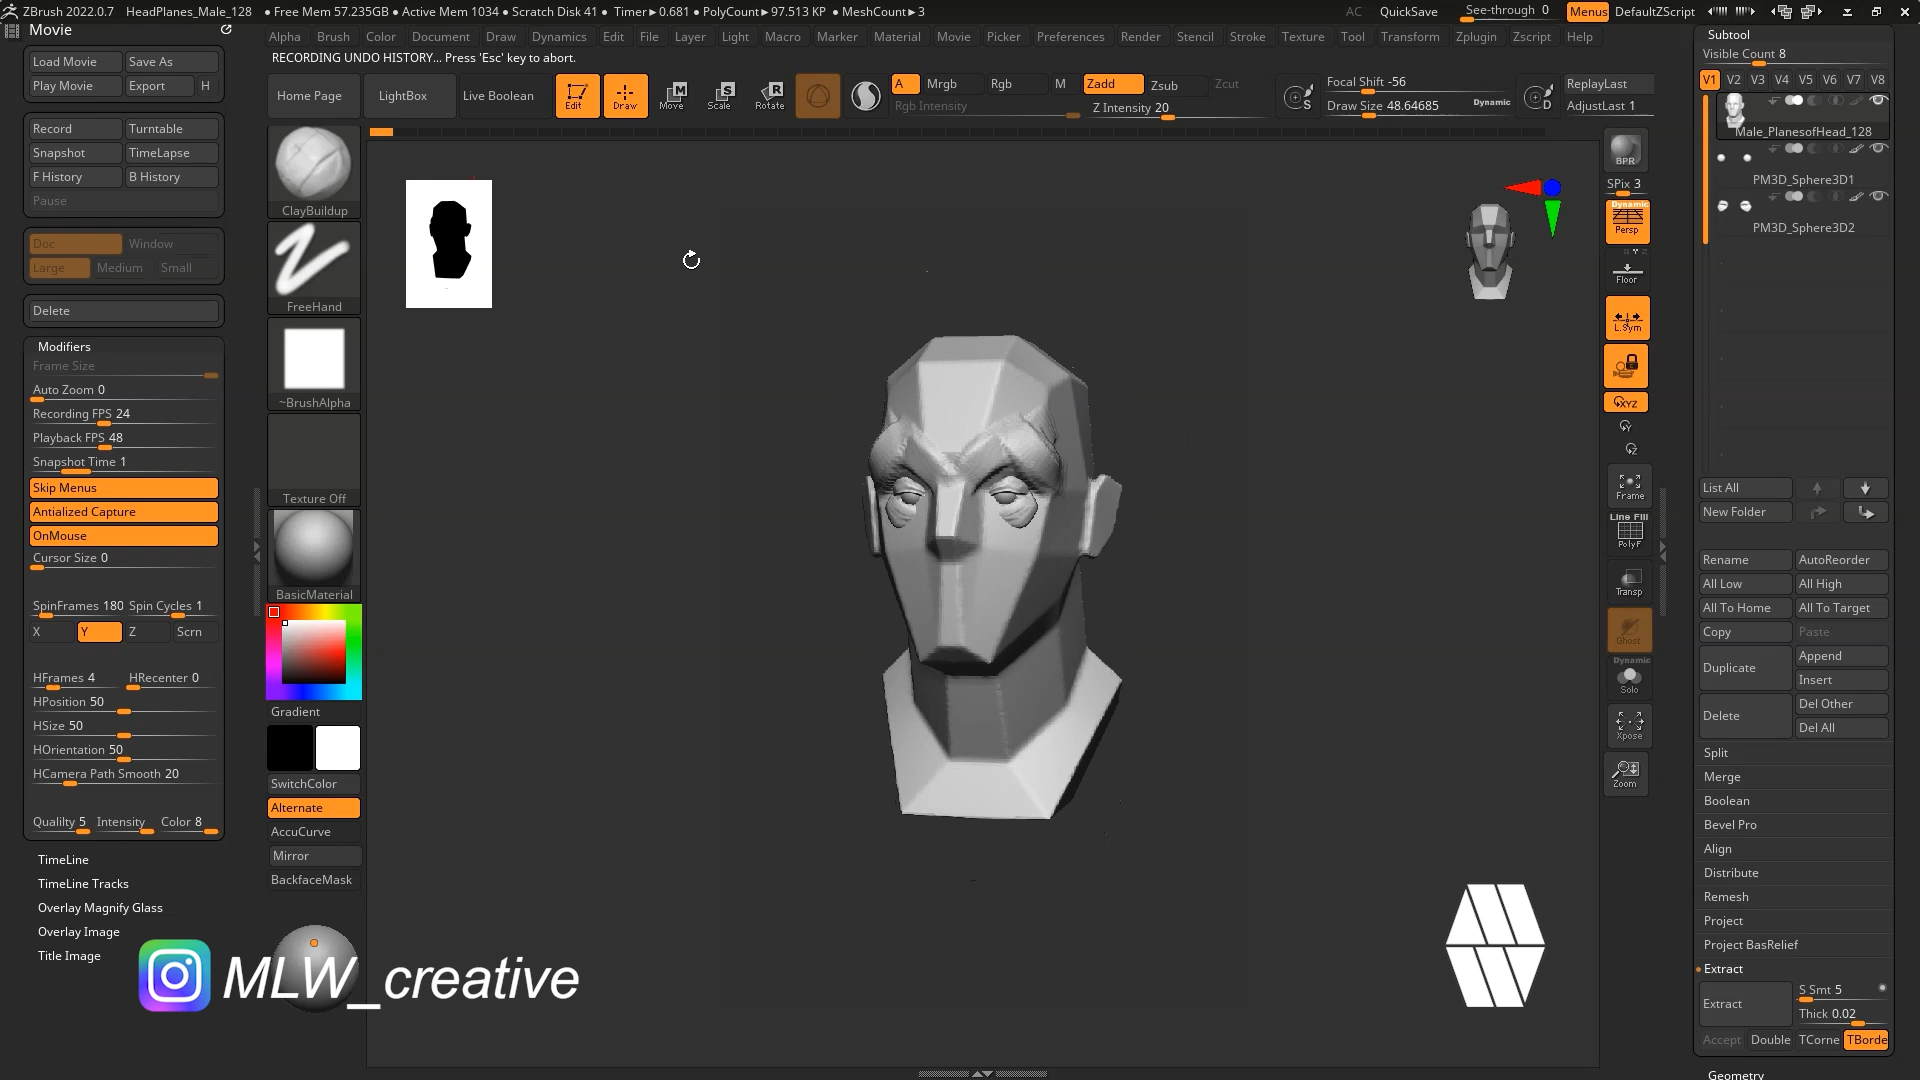 ZBrush 2022.0.7 HeadPlanes_Male_128 • Free Mem 57.235GB • Active Mem 1034 • Scratch Disk 41 • Timer▸0.681 • PolyCount▸97.513 KP • MeshCount▸3 AC QuickSave See-through 0 Menus DefaultZScript
Movie
Alpha Brush Color Document Draw Dynamics Edit File Layer Light Macro Marker Material Movie Picker Preferences Render Stencil Stroke Texture Tool Transform Zplugin Zscript Help
RECORDING UNDO HISTORY... Press 'Esc' key to abort.
Load Movie Save As
Play Movie Export H
Record Turntable
Snapshot TimeLapse
F History B History
Pause
Doc Window
Large Medium Small
Delete
Modifiers
Frame Size
Auto Zoom 0
Recording FPS 24
Playback FPS 48
Snapshot Time 1
Skip Menus
Antialized Capture
OnMouse
Cursor Size 0
SpinFrames 180 Spin Cycles 1
X Y Z Scrn
HFrames 4 HRecenter 0
HPosition 50
HSize 50
HOrientation 50
HCamera Path Smooth 20
Qualilty 5 Intensity Color 8
TimeLine
TimeLine Tracks
Overlay Magnify Glass
Overlay Image
Title Image
Home Page LightBox Live Boolean Edit Draw Move Scale Rotate
A Mrgb Rgb M Zadd Zsub Zcut
Rgb Intensity Z Intensity 20
Focal Shift -56
Draw Size 48.64685 Dynamic
ReplayLast
AdjustLast 1
ClayBuildup
FreeHand
~BrushAlpha
Texture Off
BasicMaterial
Gradient
SwitchColor
Alternate
AccuCurve
Mirror
BackfaceMask
MLW_creative
BPR
SPix 3
Dynamic
Persp
Floor
L.Sym
XYZ
Frame
Line Fill
PolyF
Transp
Ghost
Dynamic
Solo
Xpose
Zoom
Subtool
Visible Count 8
V1 V2 V3 V4 V5 V6 V7 V8
Male_PlanesofHead_128
PM3D_Sphere3D1
PM3D_Sphere3D2
List All
New Folder
Rename AutoReorder
All Low All High
All To Home All To Target
Copy Paste
Duplicate Append
Insert
Delete Del Other
Del All
Split
Merge
Boolean
Bevel Pro
Align
Distribute
Remesh
Project
Project BasRelief
Extract
Extract S Smt 5
Thick 0.02
Accept Double TCorne TBorde
Geometry